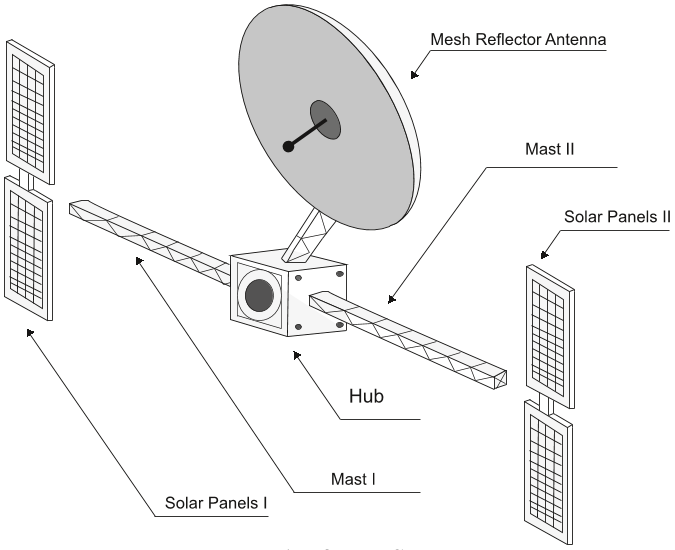 Mesh Reflector Antenna
Mast II
Solar Panels II
Hub
Mast I
Solar Panels I